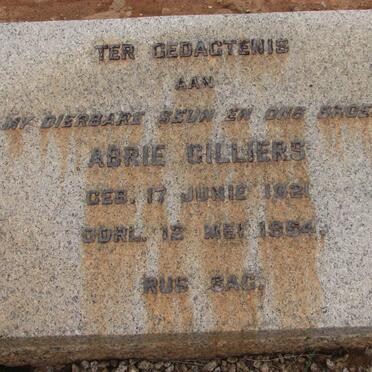 TER GEDAGTENIS
AAN
MY DIERBARE SEUN EN ONS BROE
ABRIE CILLIERS
GEB. 17 JUNIE 1921
OORL. 12 MEI 1954.
RUS SAG.